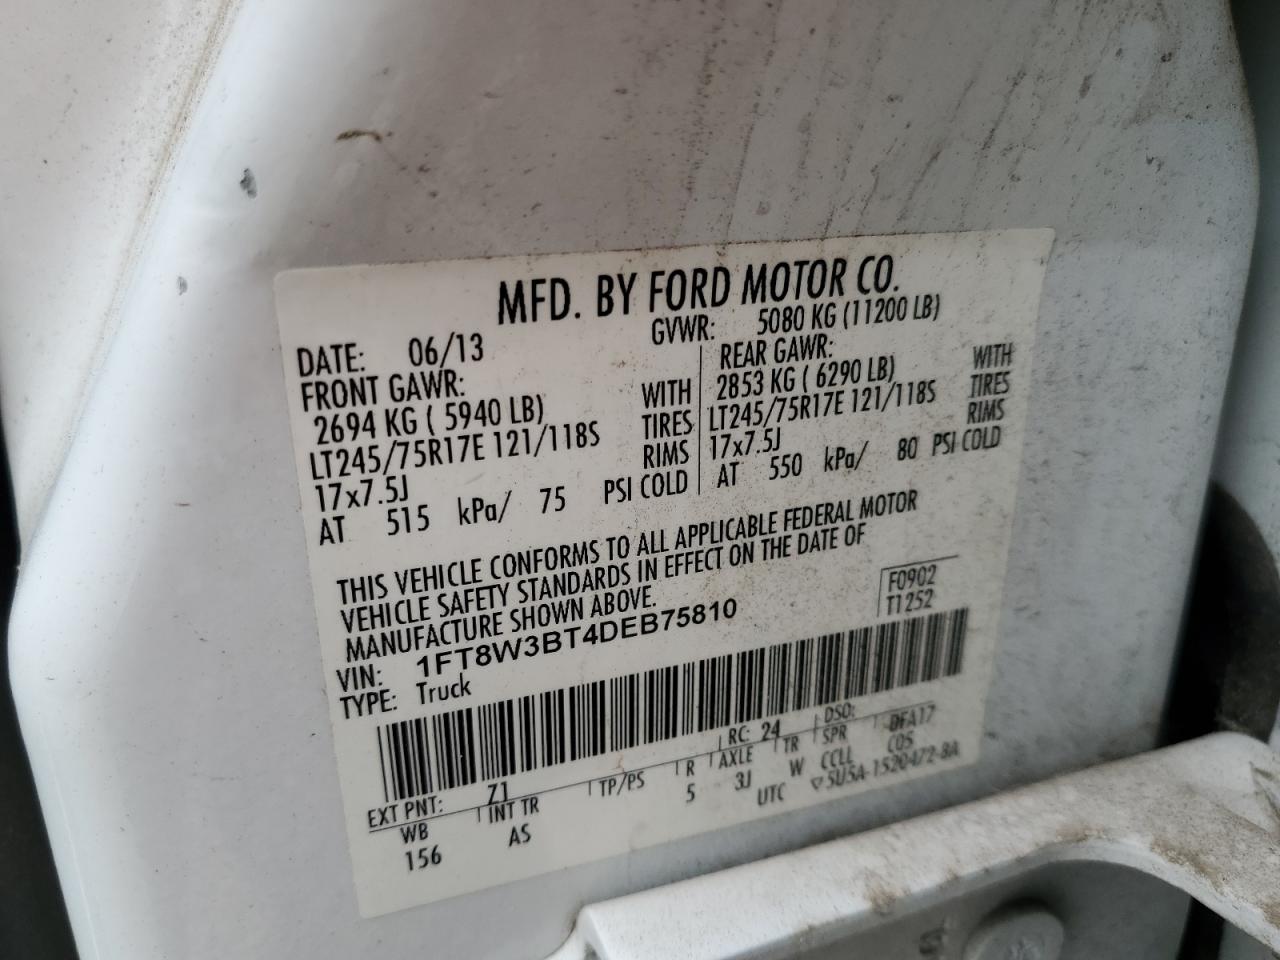 MFD. BY FORD MOTOR CO.
DATE: 06/13 GVWR: 5080 KG (11200 LB)
FRONT GAWR:
2694 KG ( 5940 LB) WITH
LT245/75R17E 121/118S TIRES
17x7.5J RIMS
AT 515 kPa/ 75 PSI COLD
REAR GAWR:
2853 KG ( 6290 LB) WITH
LT245/75R17E 121/118S TIRES
17x7.5J RIMS
AT 550 kPa/ 80 PSI COLD
THIS VEHICLE CONFORMS TO ALL APPLICABLE FEDERAL MOTOR
VEHICLE SAFETY STANDARDS IN EFFECT ON THE DATE OF
MANUFACTURE SHOWN ABOVE.
F0902
T1252
VIN: 1FT8W3BT4DEB75810
TYPE: Truck
EXT PNT: Z1 RC: 24 DSO:
WB INT TR TP/PS R AXLE TR SPR DFA17
156 AS 5 3J W CCLL C05
UTC ▽5U5A-1520472-BA